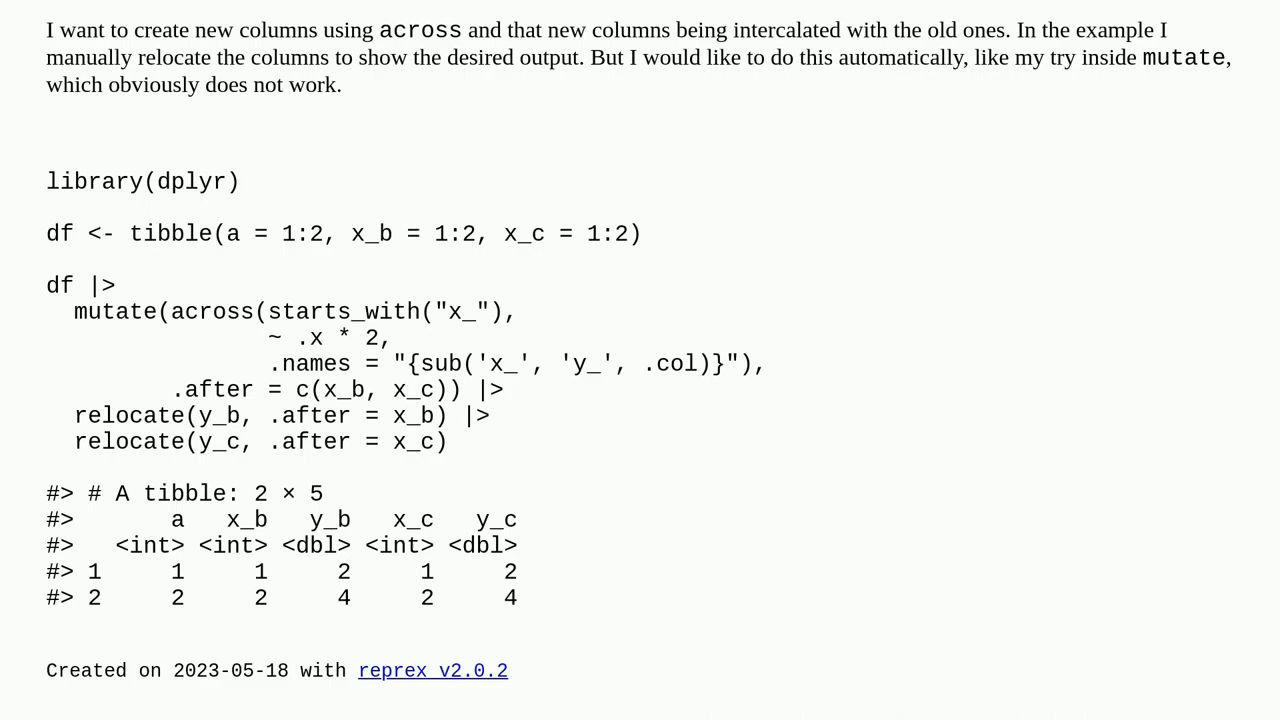 I want to create new columns using across and that new columns being intercalated with the old ones. In the example I
manually relocate the columns to show the desired output. But I would like to do this automatically, like my try inside mutate,
which obviously does not work.
library(dplyr)
df <- tibble(a = 1:2, x_b = 1:2, x_c = 1:2)
df |>
  mutate(across(starts_with("x_"),
                ~ .x * 2,
                .names = "{sub('x_', 'y_', .col)}"),
         .after = c(x_b, x_c)) |>
  relocate(y_b, .after = x_b) |>
  relocate(y_c, .after = x_c)
#> # A tibble: 2 × 5
#>       a   x_b   y_b   x_c   y_c
#>   <int> <int> <dbl> <int> <dbl>
#> 1     1     1     2     1     2
#> 2     2     2     4     2     4
Created on 2023-05-18 with reprex v2.0.2